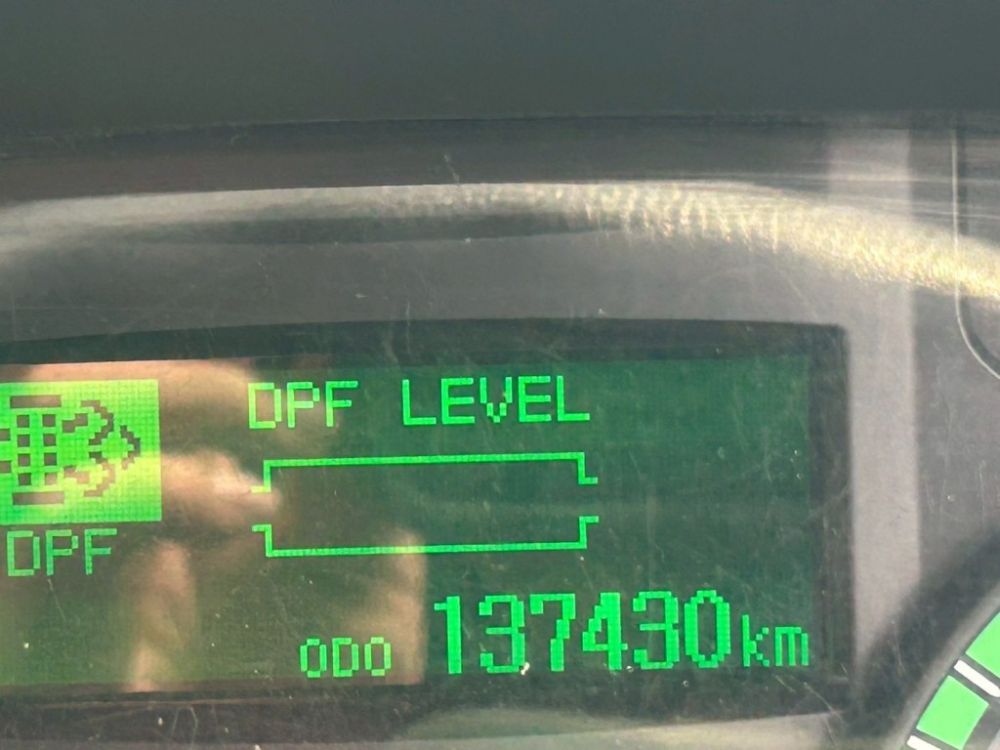 DPF LEVEL
DPF
ODO 137430km